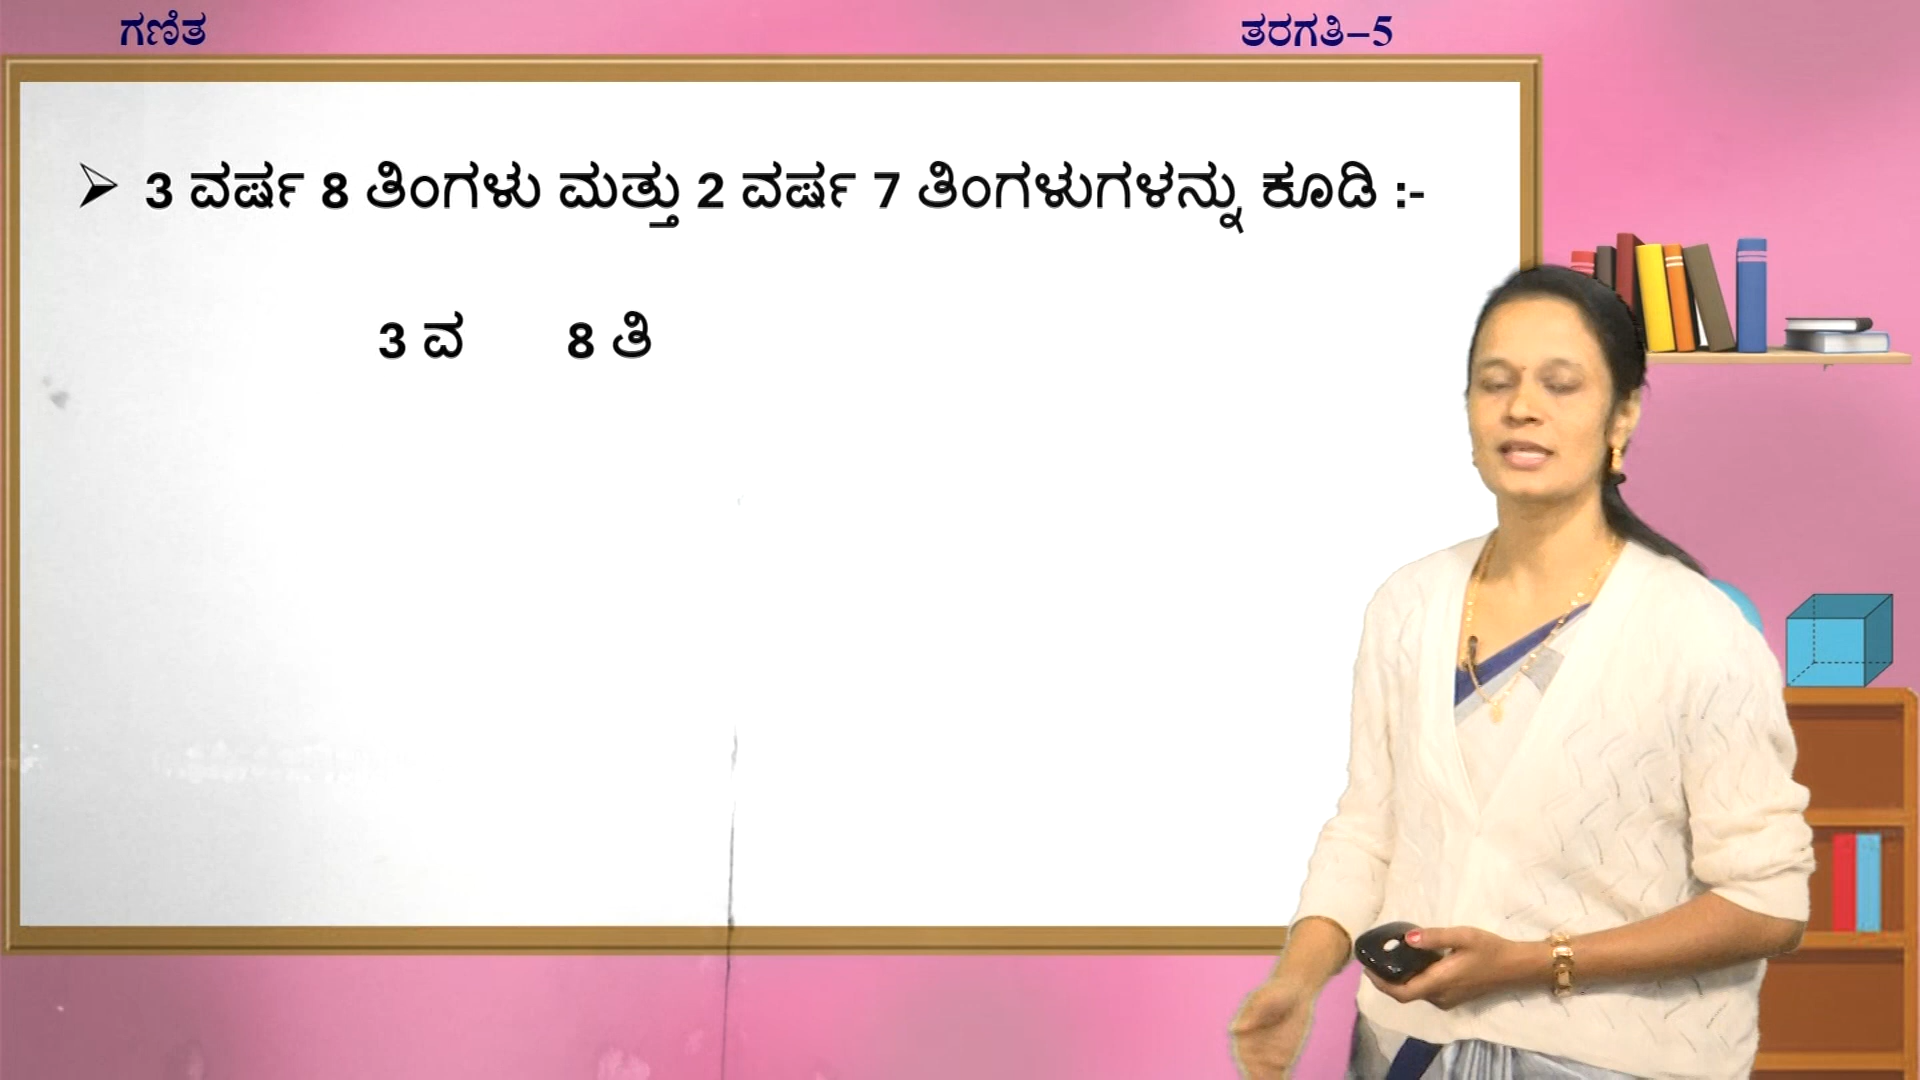 ಗಣಿತ
ತರಗತಿ–5
➢ 3 ವರ್ಷ 8 ತಿಂಗಳು ಮತ್ತು 2 ವರ್ಷ 7 ತಿಂಗಳುಗಳನ್ನು ಕೂಡಿ :-
3 ವ 8 ತಿ